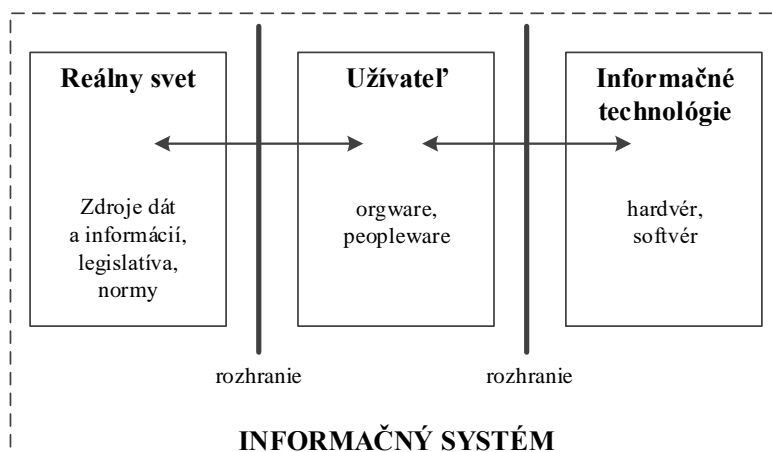 Reálny svet
Zdroje dát
a informácií,
legislatíva,
normy
Užívateľ
orgware,
peopleware
Informačné
technológie
hardvér,
softvér
rozhranie
rozhranie
INFORMAČNÝ SYSTÉM